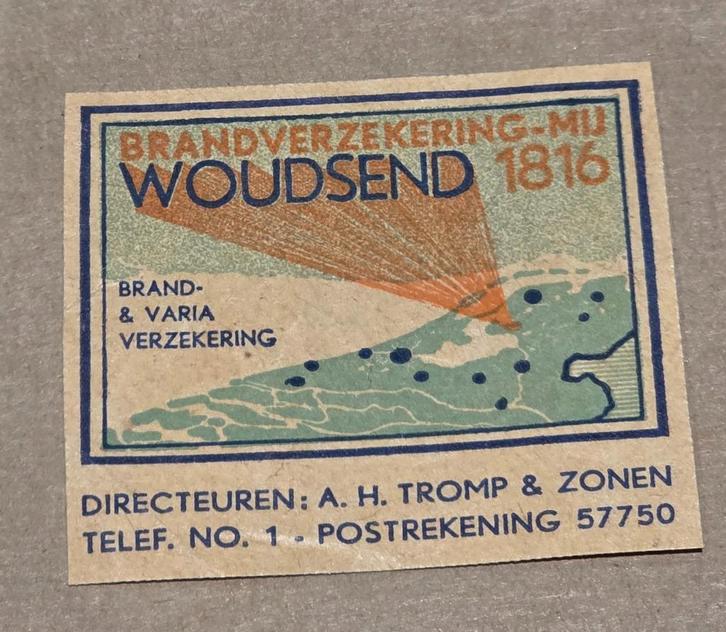 BRANDVERZEKERING-MIJ
WOUDSEND 1816
BRAND-
& VARIA
VERZEKERING
DIRECTEUREN: A. H. TROMP & ZONEN
TELEF. NO. 1 - POSTREKENING 57750